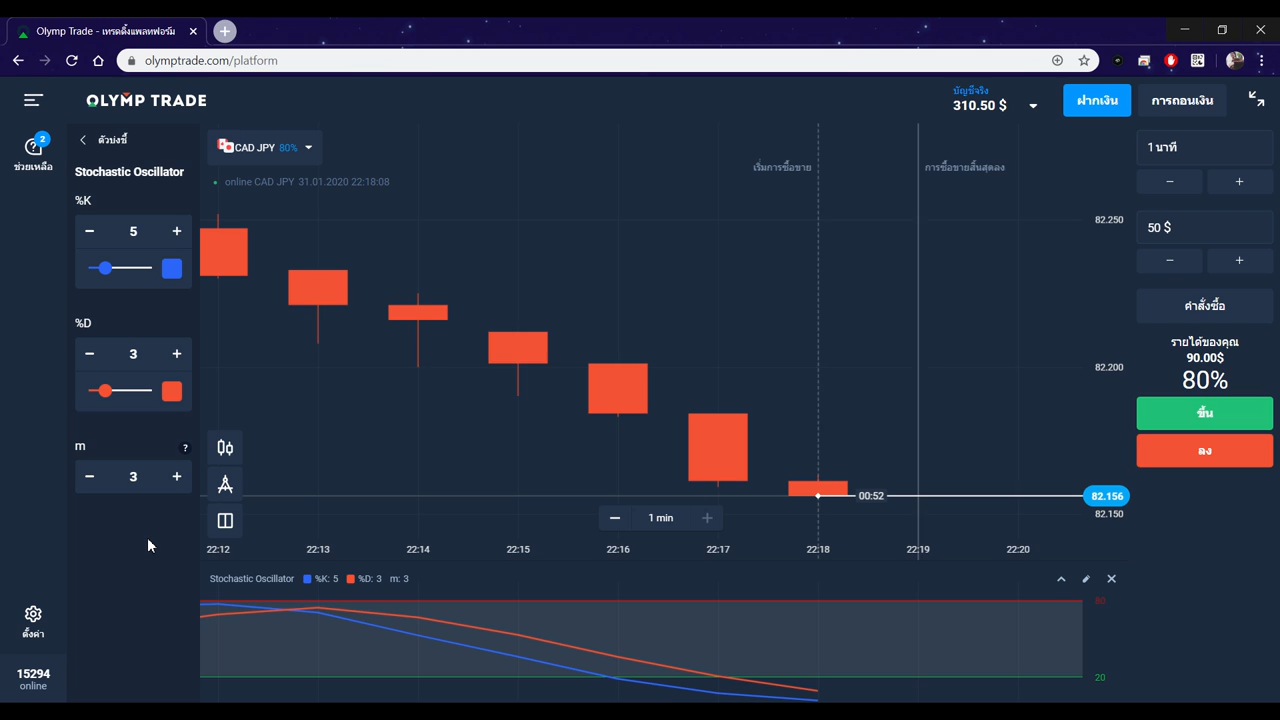 Olymp Trade - เทรดดิ้งแพลทฟอร์ม
olymptrade.com/platform
OLYMP TRADE
บัญชีจริง
310.50 $
ฝากเงิน
การถอนเงิน
2
ช่วยเหลือ
ตัวบ่งชี้
Stochastic Oscillator
%K
5
%D
3
m
?
3
CAD JPY 80%
online CAD JPY 31.01.2020 22:18:08
เริ่มการซื้อขาย
การซื้อขายสิ้นสุดลง
82.250
82.200
82.156
82.150
00:52
1 min
22:12
22:13
22:14
22:15
22:16
22:17
22:18
22:19
22:20
Stochastic Oscillator %K: 5 %D: 3 m: 3
80
20
1 นาที
50 $
คำสั่งซื้อ
รายได้ของคุณ
90.00$
80%
ขึ้น
ลง
ตั้งค่า
15294
online